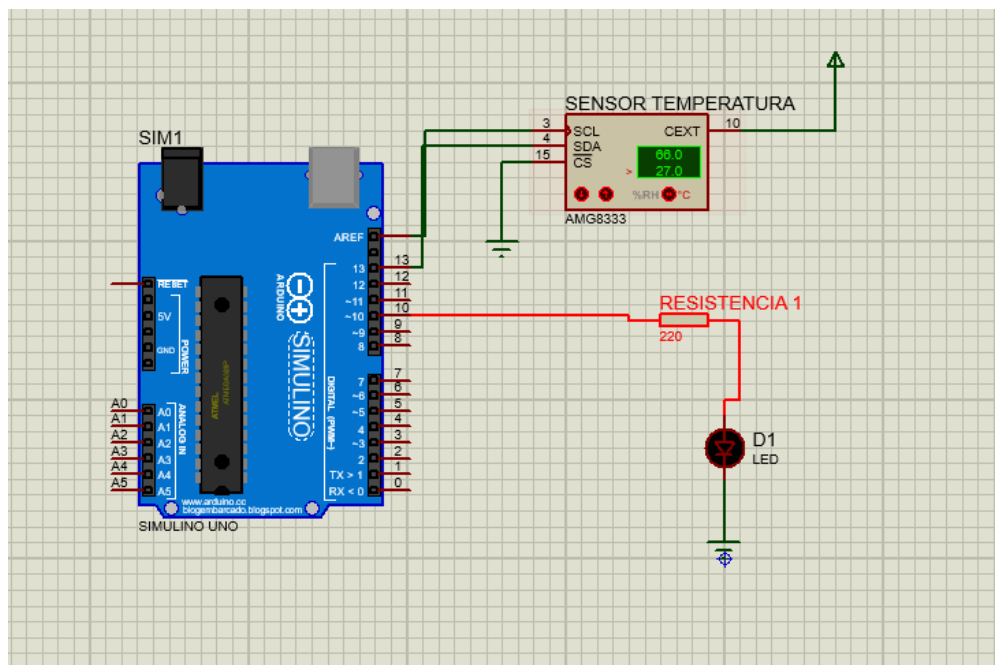 SENSOR TEMPERATURA
3 SCL CEXT 10
4 SDA
15 CS
66.0
> 27.0
%RH °C
AMG8333
SIM1
AREF
13 13
12 12
~11 11
~10 10
~9 9
8 8
7 7
~6 6
~5 5
4 4
~3 3
2 2
TX > 1 1
RX < 0 0
RESET
5V
GND
POWER
A0 A0
A1 A1
A2 A2
A3 A3
A4 A4
A5 A5
ANALOG IN
ATMEL
ARDUINO
SIMULINO
DIGITAL (PWM~)
www.arduino.cc
blogembarcado.blogspot.com
SIMULINO UNO
RESISTENCIA 1
220
D1
LED